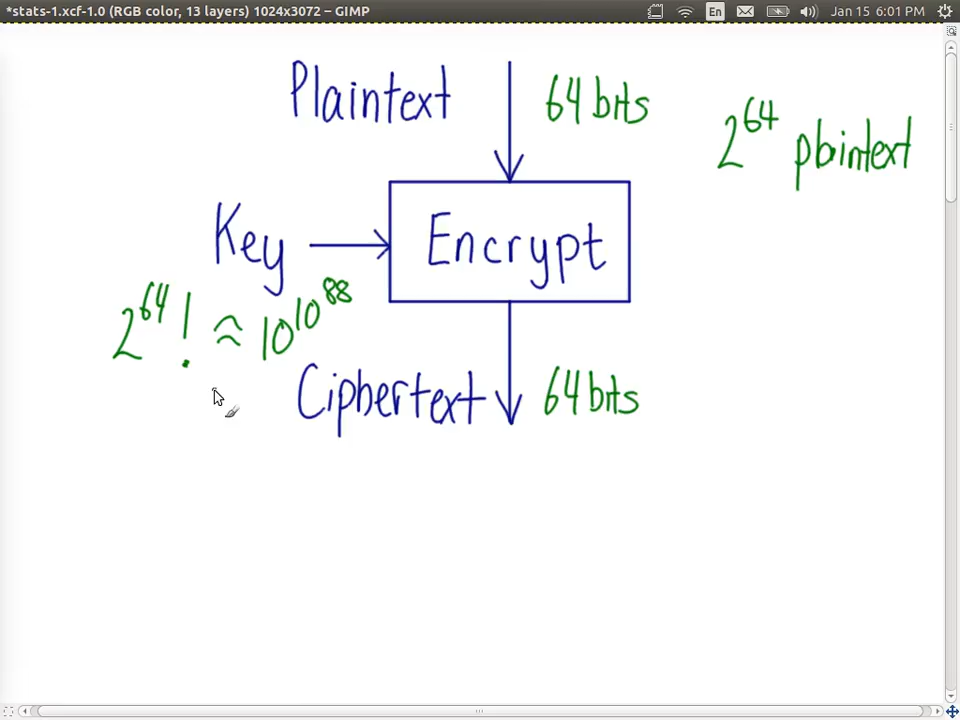 *stats-1.xcf-1.0 (RGB color, 13 layers) 1024x3072 – GIMP
En
Jan 15 6:01 PM
Plaintext
64 bits
2^64 plaintext
Key
Encrypt
2^64! ≈ 10^10^88
Ciphertext
64 bits